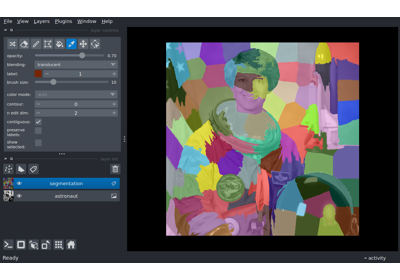 File View Layers Plugins Window Help
opacity: 0.70
blending: translucent
label: 1
brush size: 10
color mode:
contour: 0
n edit dim: 2
contiguous:
preserve
labels:
show
selected:
segmentation
astronaut
Ready activity